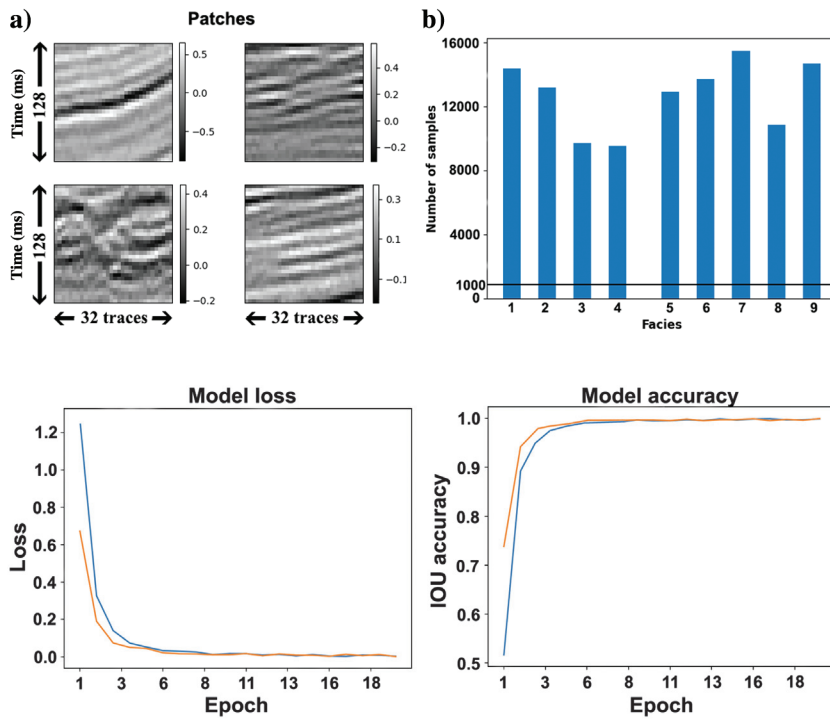 a)
Patches
Time (ms)
128
0.5
0.0
−0.5
0.4
0.2
0.0
−0.2
Time (ms)
128
0.4
0.2
0.0
−0.2
0.3
0.1
−0.1
32 traces
32 traces
b)
Number of samples
16000
12000
8000
4000
1000
0
1 2 3 4 5 6 7 8 9
Facies
Model loss
Loss
1.2
1.0
0.8
0.6
0.4
0.2
0.0
1 3 6 8 11 13 16 18
Epoch
Model accuracy
IOU accuracy
1.0
0.9
0.8
0.7
0.6
0.5
1 3 6 8 11 13 16 18
Epoch